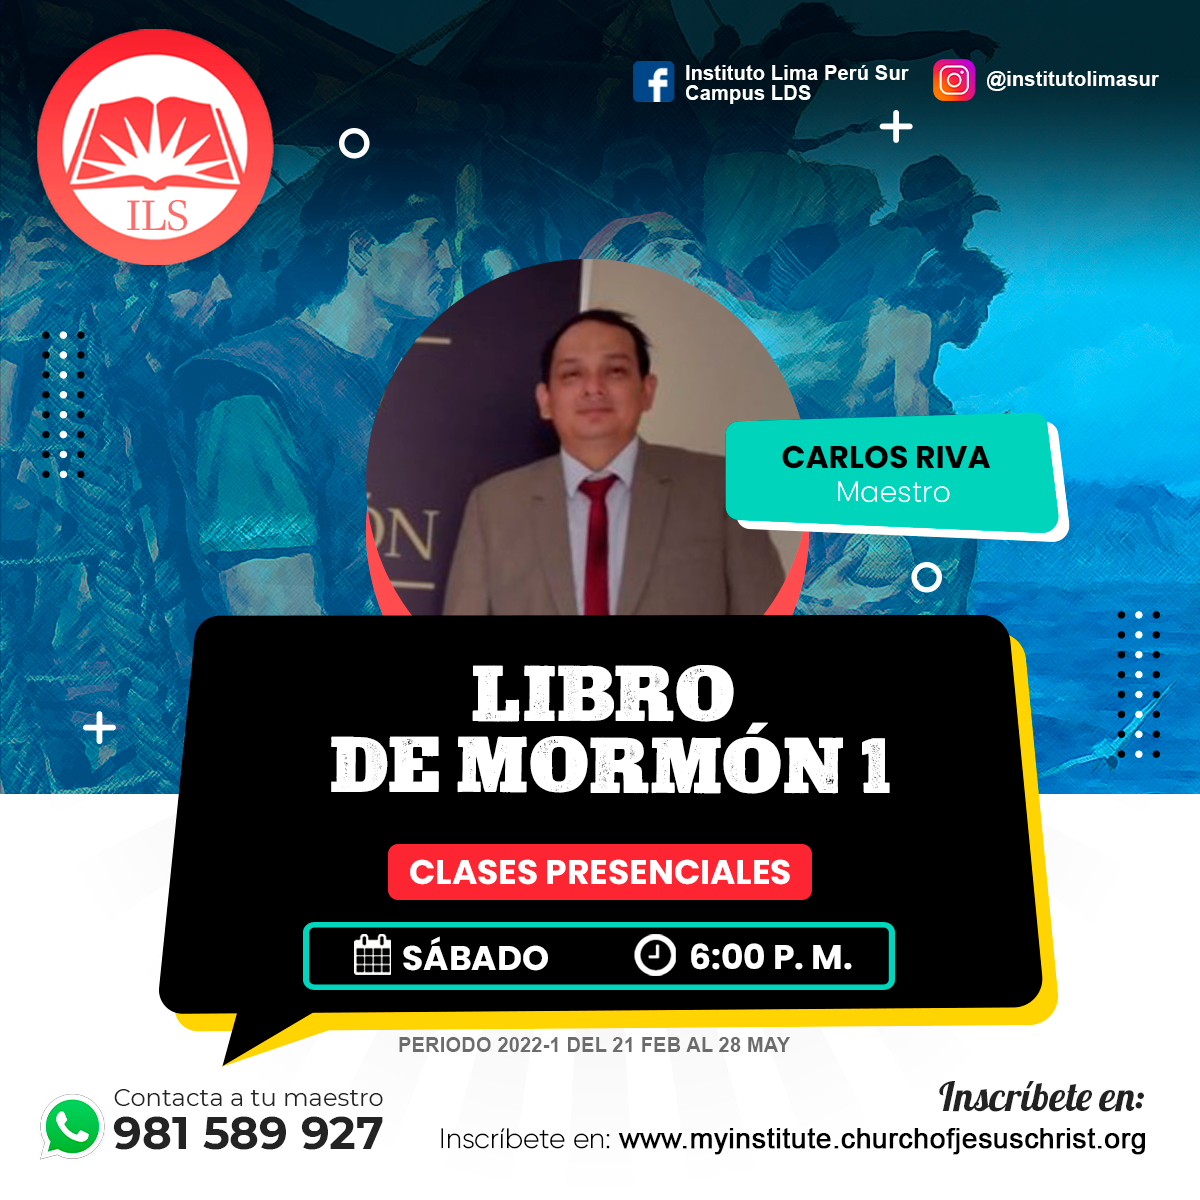 ILS
Instituto Lima Perú Sur
Campus LDS
@institutolimasur
ÓN
CARLOS RIVA
Maestro
LIBRO
DE MORMÓN 1
CLASES PRESENCIALES
SÁBADO
6:00 P. M.
PERIODO 2022-1 DEL 21 FEB AL 28 MAY
Contacta a tu maestro
981 589 927
Inscríbete en:
Inscríbete en: www.myinstitute.churchofjesuschrist.org